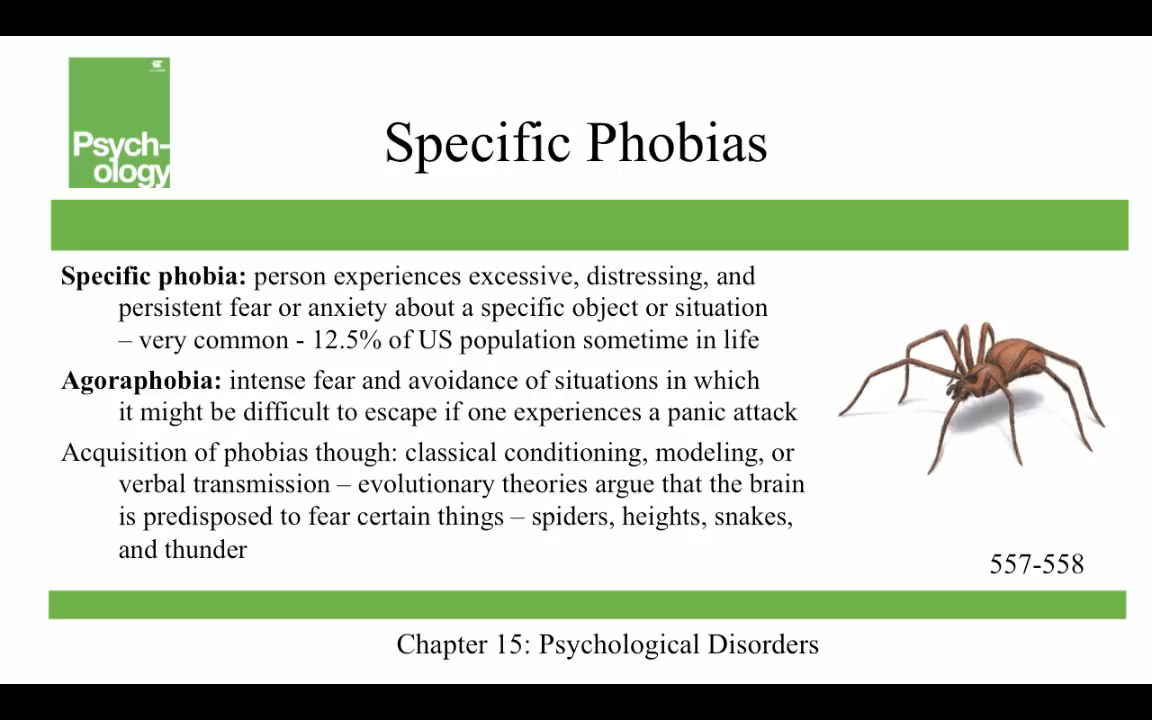 Psych-
ology
Specific Phobias
Specific phobia: person experiences excessive, distressing, and
persistent fear or anxiety about a specific object or situation
– very common - 12.5% of US population sometime in life
Agoraphobia: intense fear and avoidance of situations in which
it might be difficult to escape if one experiences a panic attack
Acquisition of phobias though: classical conditioning, modeling, or
verbal transmission – evolutionary theories argue that the brain
is predisposed to fear certain things – spiders, heights, snakes,
and thunder
557-558
Chapter 15: Psychological Disorders